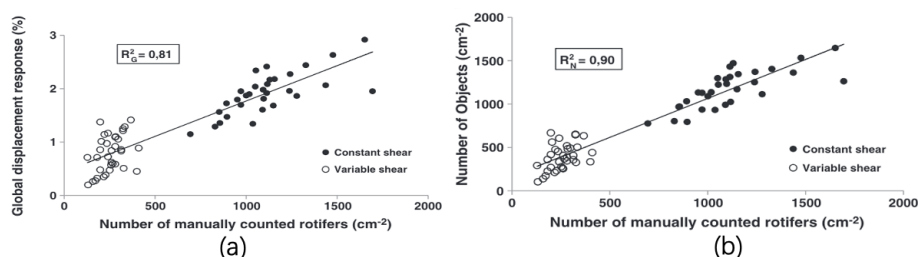 Global displacement response (%)
3
2
1
0
R²G = 0,81
Constant shear
Variable shear
0 500 1000 1500 2000
Number of manually counted rotifers (cm-2)
(a)
Number of Objects (cm-2)
2000
1500
1000
500
0
R²N = 0,90
Constant shear
Variable shear
0 500 1000 1500 2000
Number of manually counted rotifers (cm-2)
(b)